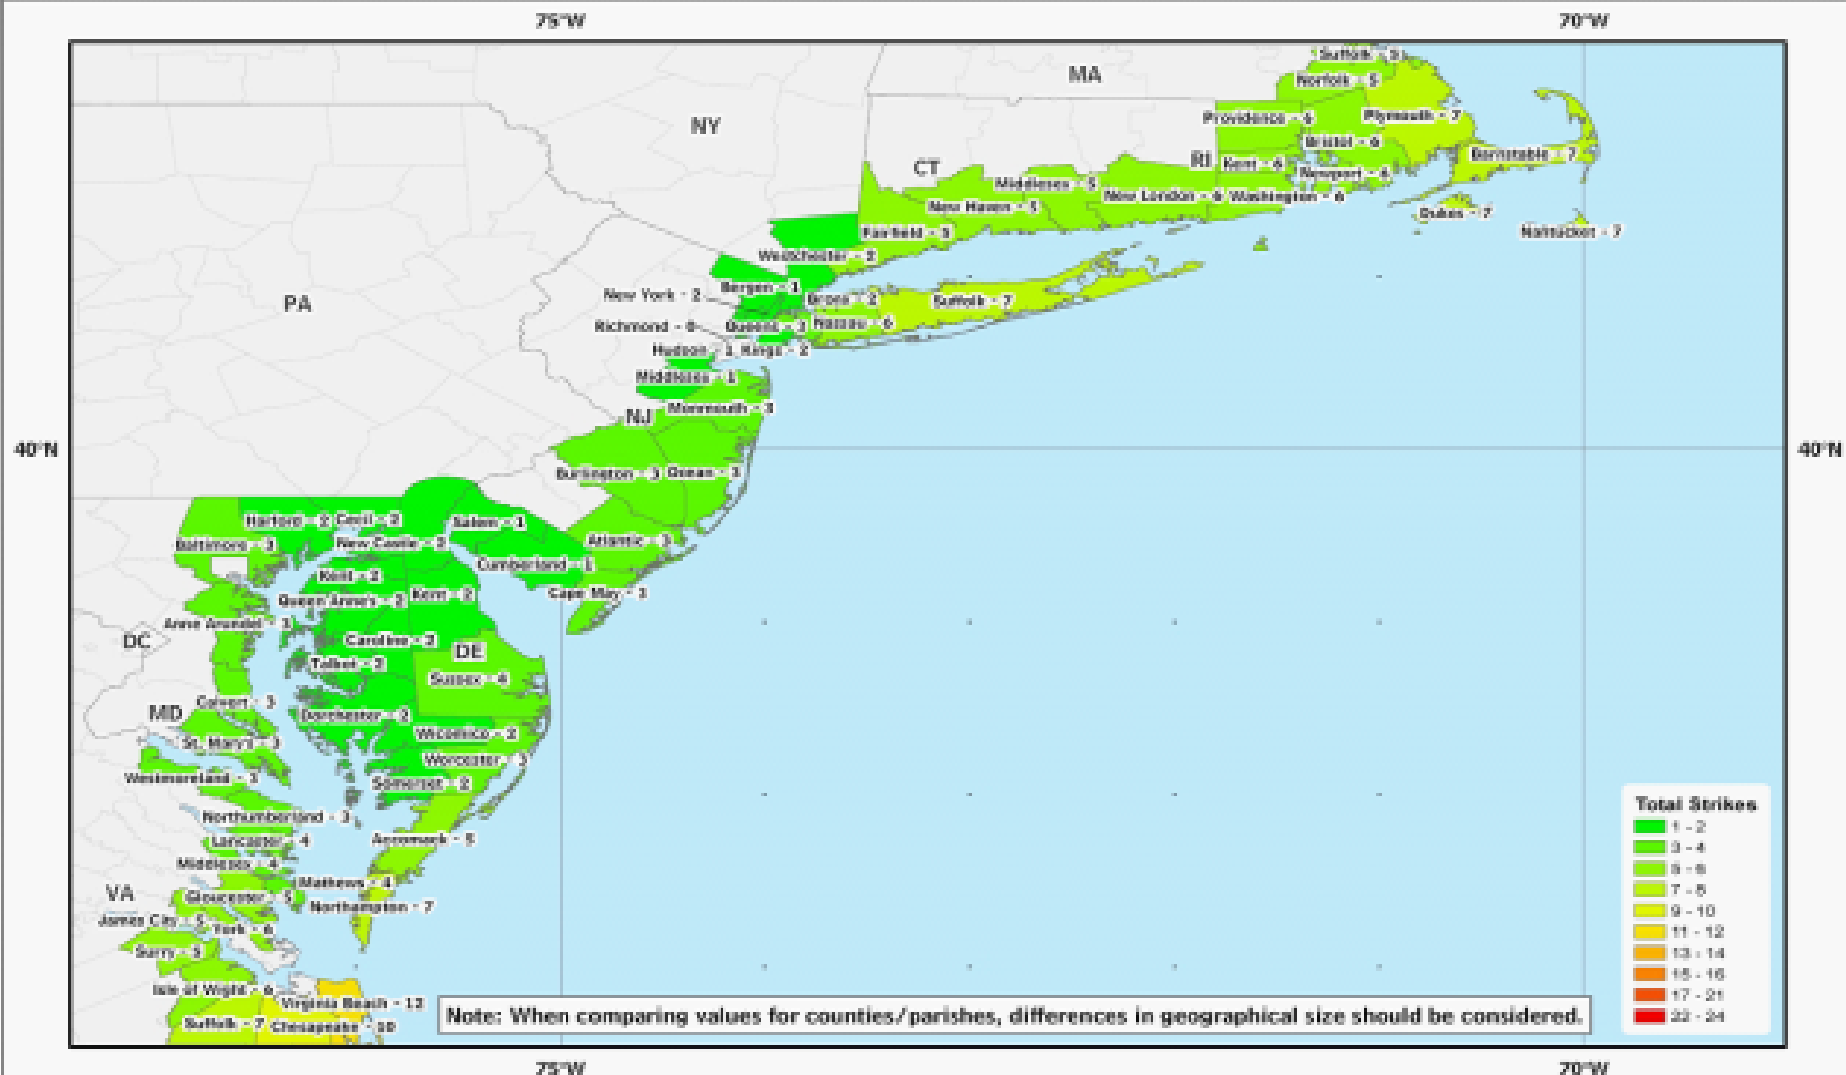 75°W 70°W
Suffolk - 5
MA
Norfolk - 5
NY
Providence - 6
Plymouth - 7
Bristol - 6
Barnstable - 7
RI
CT
Kent - 6
Newport - 6
Middlesex - 5
New London - 6
Washington - 6
New Haven - 5
Dukes - 7
Nantucket - 7
Fairfield - 5
Westchester - 2
Bergen - 1
New York - 2
Bronx - 2
Suffolk - 7
PA
Richmond - 0
Queens - 2
Nassau - 6
Hudson - 1
Kings - 2
Middlesex - 1
Monmouth - 3
NJ
40°N 40°N
Burlington - 3
Ocean - 3
Harford - 2
Cecil - 2
Salem - 1
Baltimore - 3
New Castle - 2
Atlantic - 3
Cumberland - 1
Kent - 2
Queen Anne's - 2
Kent - 2
Cape May - 3
Anne Arundel - 3
DC
Caroline - 2
DE
Talbot - 2
Sussex - 4
Calvert - 3
MD
Dorchester - 2
Wicomico - 2
St. Mary's - 3
Worcester - 3
Westmoreland - 3
Somerset - 2
Northumberland - 3
Lancaster - 4
Accomack - 5
Middlesex - 4
Mathews - 4
VA
Gloucester - 5
Northampton - 7
James City - 5
York - 6
Surry - 5
Isle of Wight - 6
Virginia Beach - 12
Suffolk - 7
Chesapeake - 10
Total Strikes
1 - 2
3 - 4
5 - 6
7 - 8
9 - 10
11 - 12
13 - 14
15 - 16
17 - 21
22 - 24
Note: When comparing values for counties/parishes, differences in geographical size should be considered.
75°W 70°W